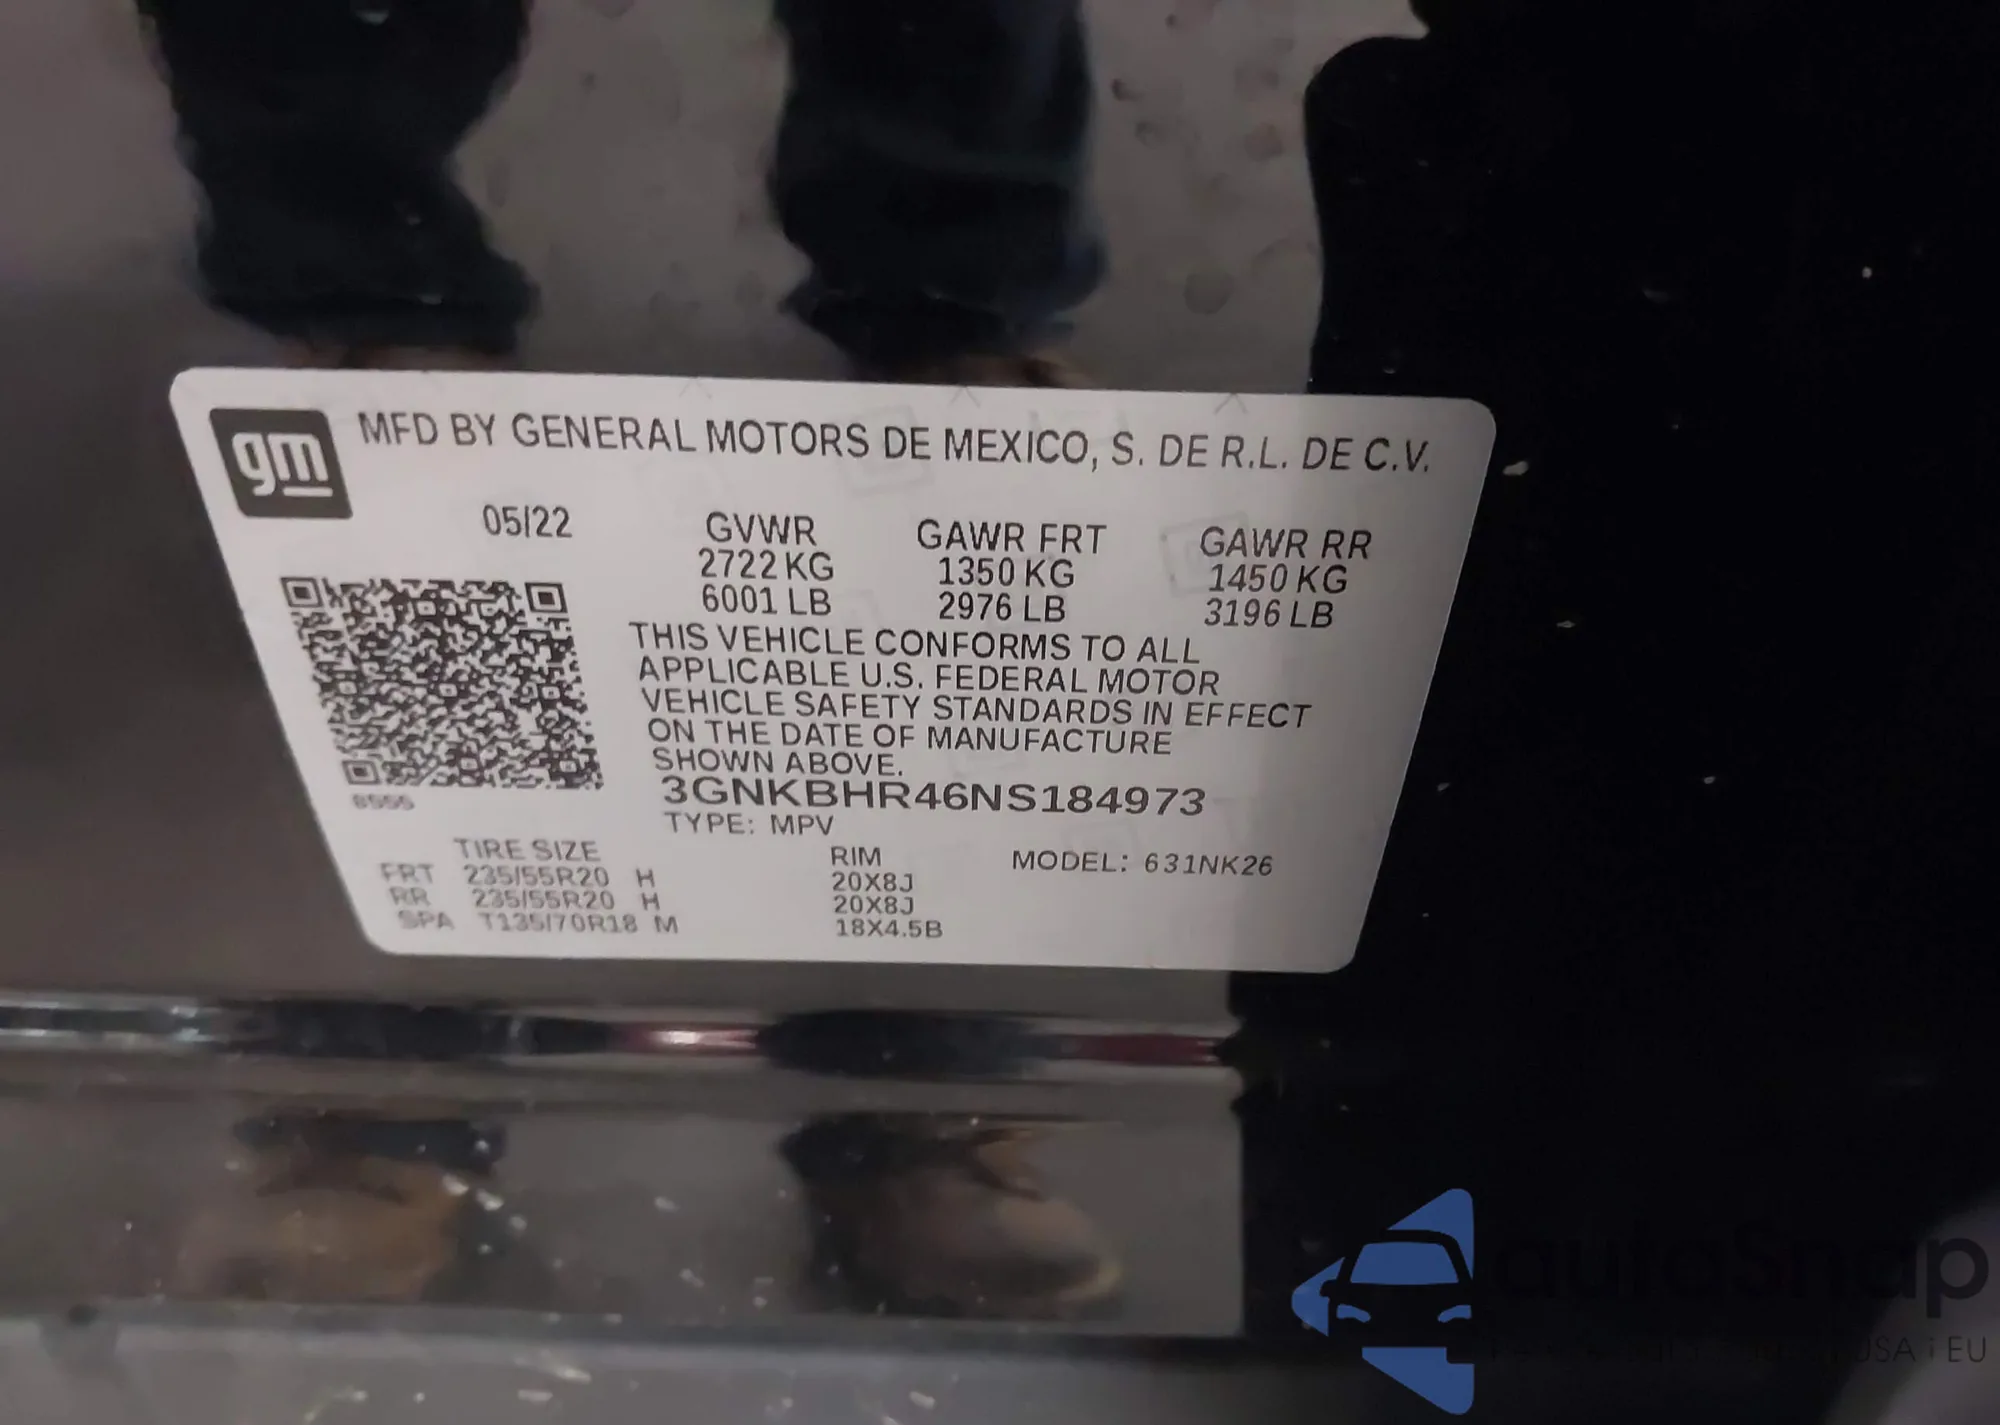 gm
MFD BY GENERAL MOTORS DE MEXICO, S. DE R.L. DE C.V.
05/22
GVWR GAWR FRT GAWR RR
2722 KG 1350 KG 1450 KG
6001 LB 2976 LB 3196 LB
THIS VEHICLE CONFORMS TO ALL
APPLICABLE U.S. FEDERAL MOTOR
VEHICLE SAFETY STANDARDS IN EFFECT
ON THE DATE OF MANUFACTURE
SHOWN ABOVE.
3GNKBHR46NS184973
TYPE: MPV
TIRE SIZE RIM MODEL: 631NK26
FRT 235/55R20 H 20X8J
RR 235/55R20 H 20X8J
SPA T135/70R18 M 18X4.5B
autoSnap
USA i EU